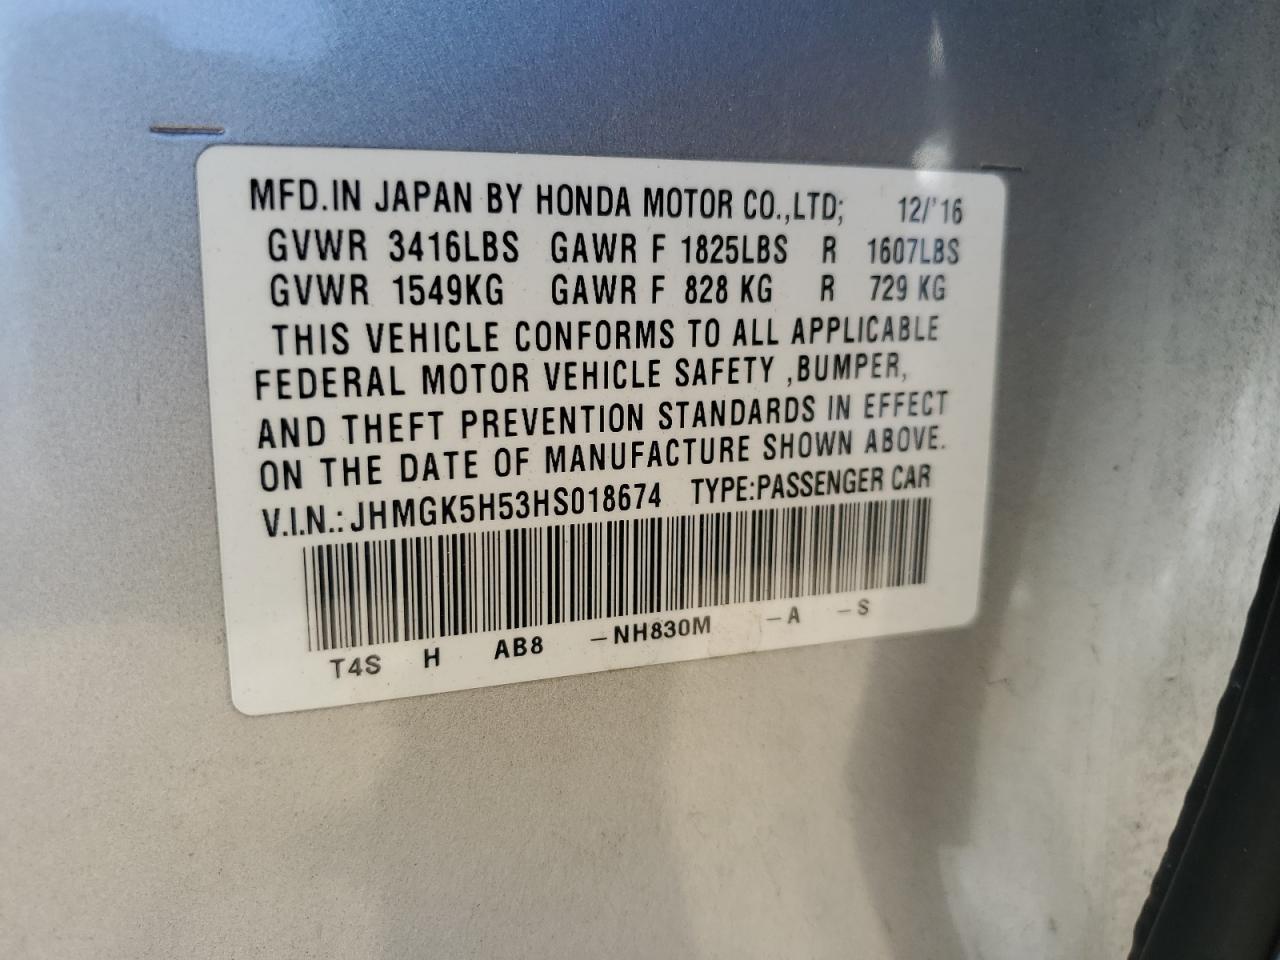 MFD.IN JAPAN BY HONDA MOTOR CO.,LTD; 12/'16
GVWR 3416LBS GAWR F 1825LBS R 1607LBS
GVWR 1549KG GAWR F 828 KG R 729 KG
THIS VEHICLE CONFORMS TO ALL APPLICABLE
FEDERAL MOTOR VEHICLE SAFETY ,BUMPER,
AND THEFT PREVENTION STANDARDS IN EFFECT
ON THE DATE OF MANUFACTURE SHOWN ABOVE.
V.I.N.: JHMGK5H53HS018674 TYPE:PASSENGER CAR
T4S H AB8 –NH830M –A –S